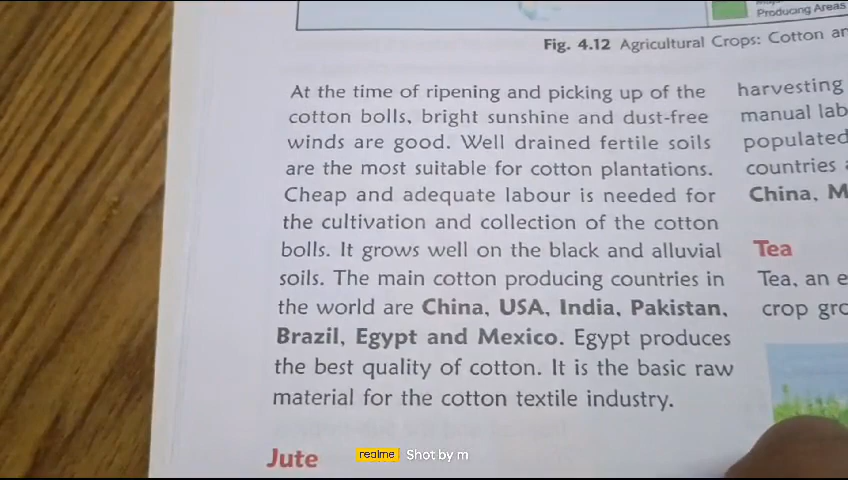 Producing Areas
Fig. 4.12 Agricultural Crops: Cotton
At the time of ripening and picking up of the
cotton bolls, bright sunshine and dust-free
winds are good. Well drained fertile soils
are the most suitable for cotton plantations.
Cheap and adequate labour is needed for
the cultivation and collection of the cotton
bolls. It grows well on the black and alluvial
soils. The main cotton producing countries in
the world are China, USA, India, Pakistan,
Brazil, Egypt and Mexico. Egypt produces
the best quality of cotton. It is the basic raw
material for the cotton textile industry.
Jute
harvesting
manual lab
populated
countries
China, M
Tea
Tea, an e
crop gro
realme Shot by m